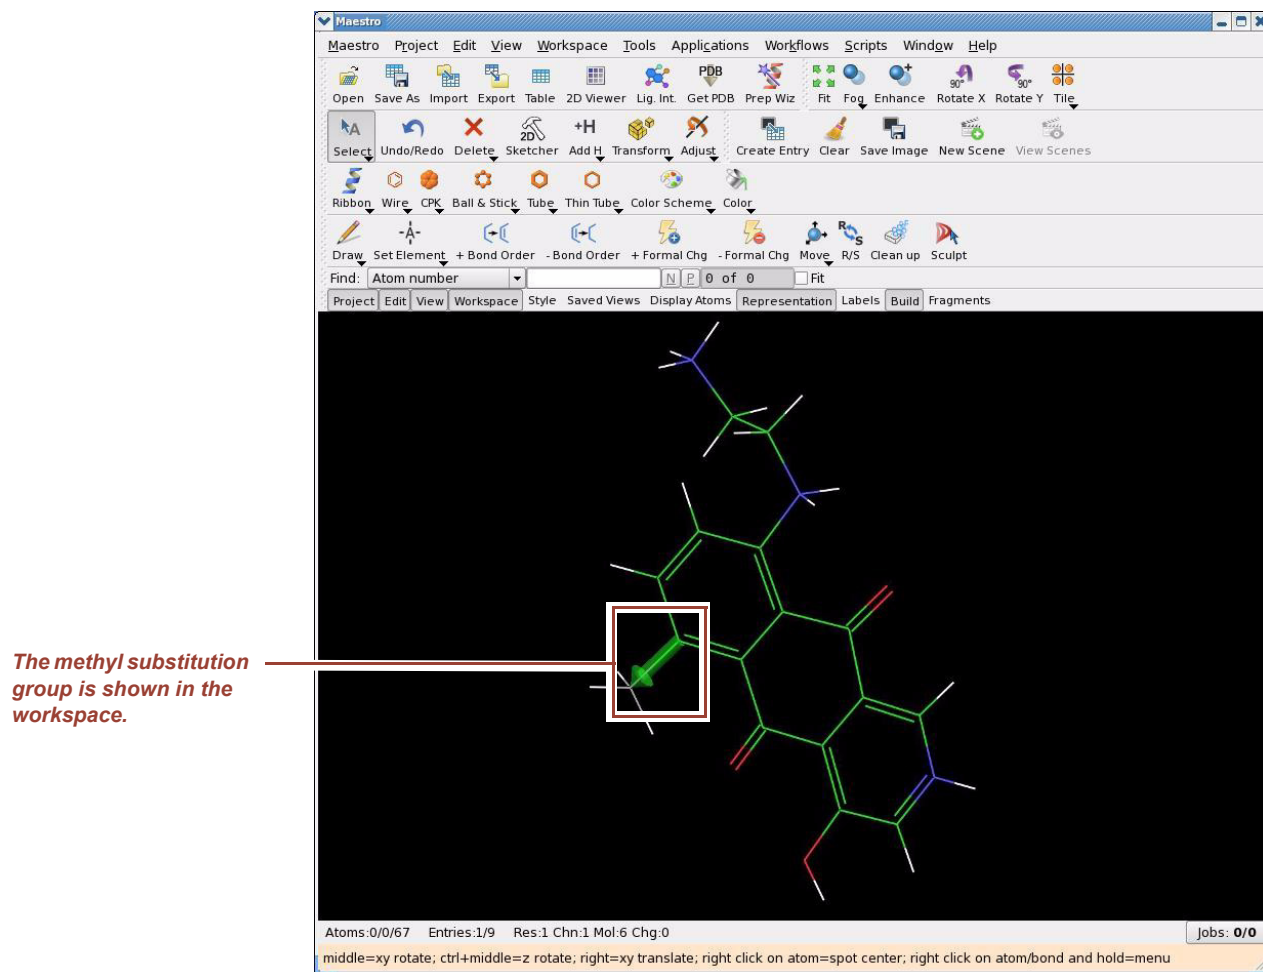 Maestro
Maestro Project Edit View Workspace Tools Applications Workflows Scripts Window Help
Open Save As Import Export Table 2D Viewer Lig. Int. PDB Get PDB Prep Wiz Fit Fog Enhance 90° Rotate X 90° Rotate Y Tile
A Select Undo/Redo Delete 2D Sketcher +H Add H Transform Adjust Create Entry Clear Save Image New Scene View Scenes
Ribbon Wire CPK Ball & Stick Tube Thin Tube Color Scheme Color
Draw A Set Element + Bond Order - Bond Order + Formal Chg - Formal Chg Move R S R/S Clean up Sculpt
Find: Atom number N P 0 of 0 Fit
Project Edit View Workspace Style Saved Views Display Atoms Representation Labels Build Fragments
The methyl substitution
group is shown in the
workspace.
Atoms:0/0/67 Entries:1/9 Res:1 Chn:1 Mol:6 Chg:0 Jobs: 0/0
middle=xy rotate; ctrl+middle=z rotate; right=xy translate; right click on atom=spot center; right click on atom/bond and hold=menu